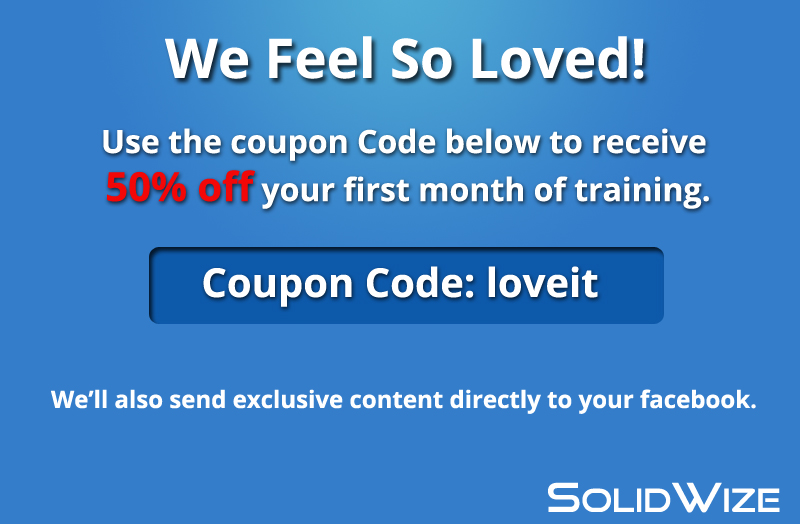 We Feel So Loved!
Use the coupon Code below to receive
50% off your first month of training.
Coupon Code: loveit
We’ll also send exclusive content directly to your facebook.
SOLIDWIZE